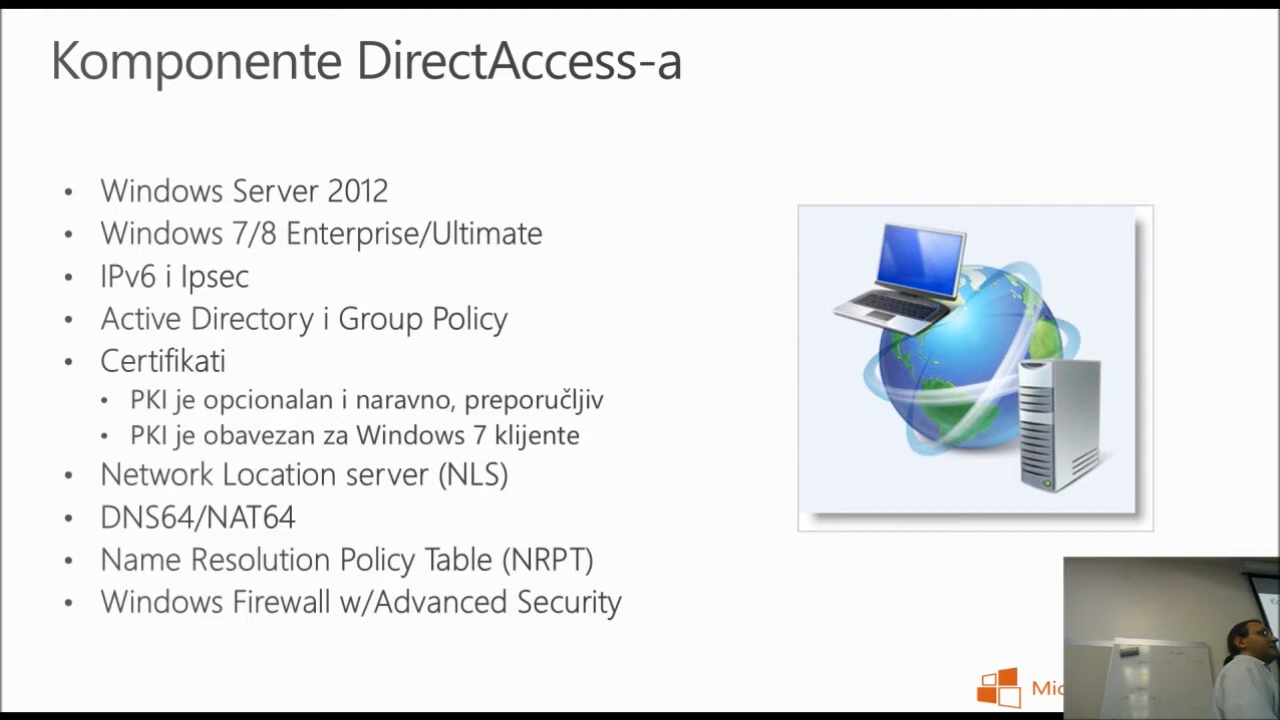 Komponente DirectAccess-a
• Windows Server 2012
• Windows 7/8 Enterprise/Ultimate
• IPv6 i Ipsec
• Active Directory i Group Policy
• Certifikati
• PKI je opcionalan i naravno, preporučljiv
• PKI je obavezan za Windows 7 klijente
• Network Location server (NLS)
• DNS64/NAT64
• Name Resolution Policy Table (NRPT)
• Windows Firewall w/Advanced Security